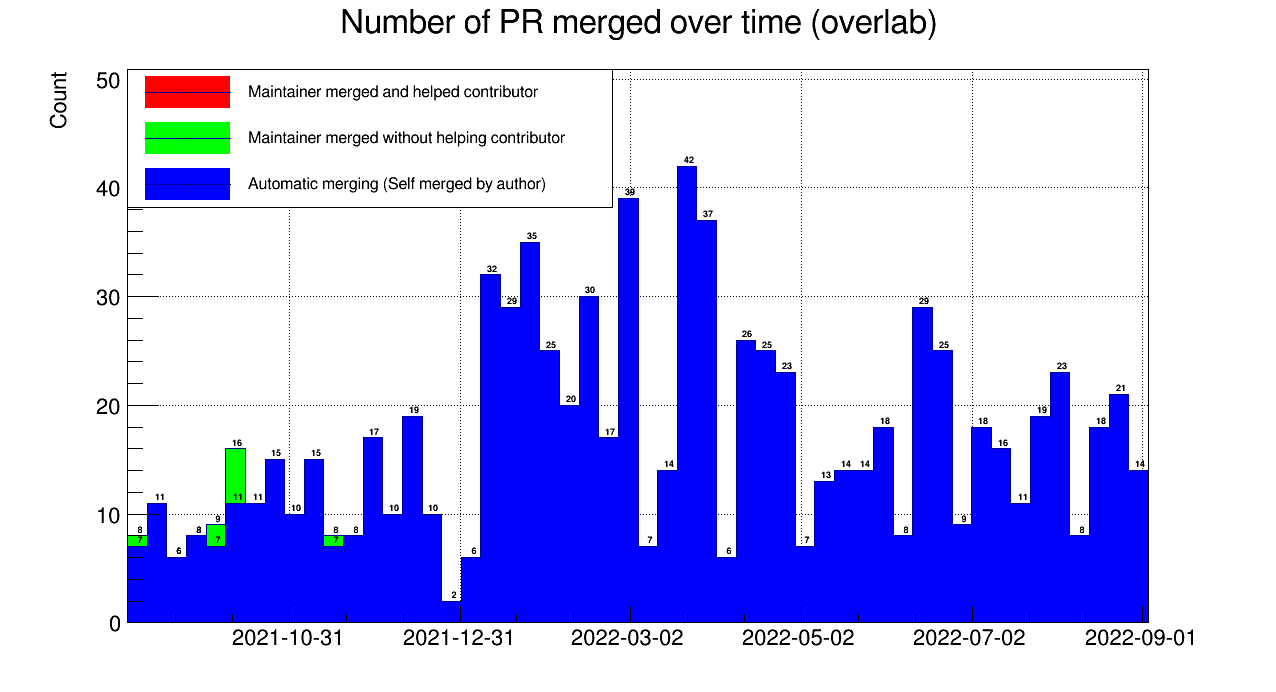 Number of PR merged over time (overlab)
Count
50
40
30
20
10
0
Maintainer merged and helped contributor
Maintainer merged without helping contributor
Automatic merging (Self merged by author)
8 7 11 6 8 9 7 16 11 11 15 10 15 8 7 8 17 10 19 10 2 6 32 29 35 25 20 30 17 39 7 14 42 37 6 26 25 23 7 13 14 14 18 8 29 25 9 18 16 11 19 23 8 18 21 14
2021-10-31 2021-12-31 2022-03-02 2022-05-02 2022-07-02 2022-09-01